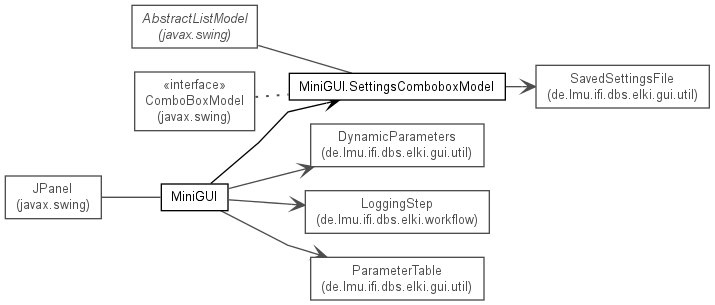 AbstractListModel
(javax.swing)
«interface»
ComboBoxModel
(javax.swing)
MiniGUI.SettingsComboboxModel
SavedSettingsFile
(de.lmu.ifi.dbs.elki.gui.util)
DynamicParameters
(de.lmu.ifi.dbs.elki.gui.util)
JPanel
(javax.swing)
MiniGUI
LoggingStep
(de.lmu.ifi.dbs.elki.workflow)
ParameterTable
(de.lmu.ifi.dbs.elki.gui.util)